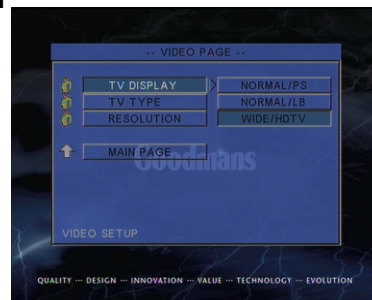 -- VIDEO PAGE --
TV DISPLAY NORMAL/PS
TV TYPE NORMAL/LB
RESOLUTION WIDE/HDTV
MAIN PAGE
Goodmans
VIDEO SETUP
QUALITY --- DESIGN --- INNOVATION --- VALUE --- TECHNOLOGY --- EVOLUTION